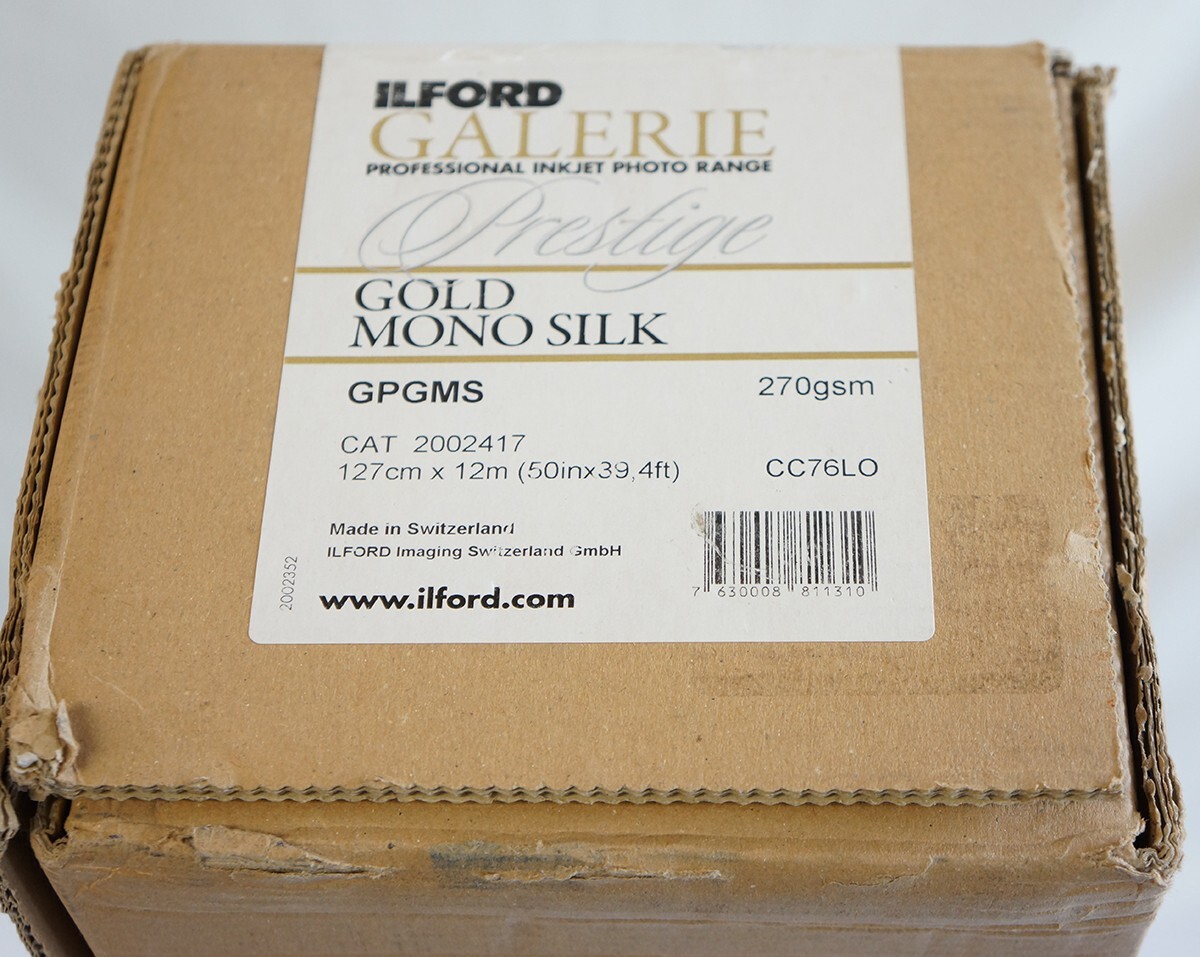 ILFORD
GALERIE
PROFESSIONAL INKJET PHOTO RANGE
Prestige
GOLD
MONO SILK
GPGMS 270gsm
CAT 2002417
127cm x 12m (50inx39,4ft) CC76LO
Made in Switzerland
ILFORD Imaging Switzerland GmbH
www.ilford.com
2002352
7 630008 811310